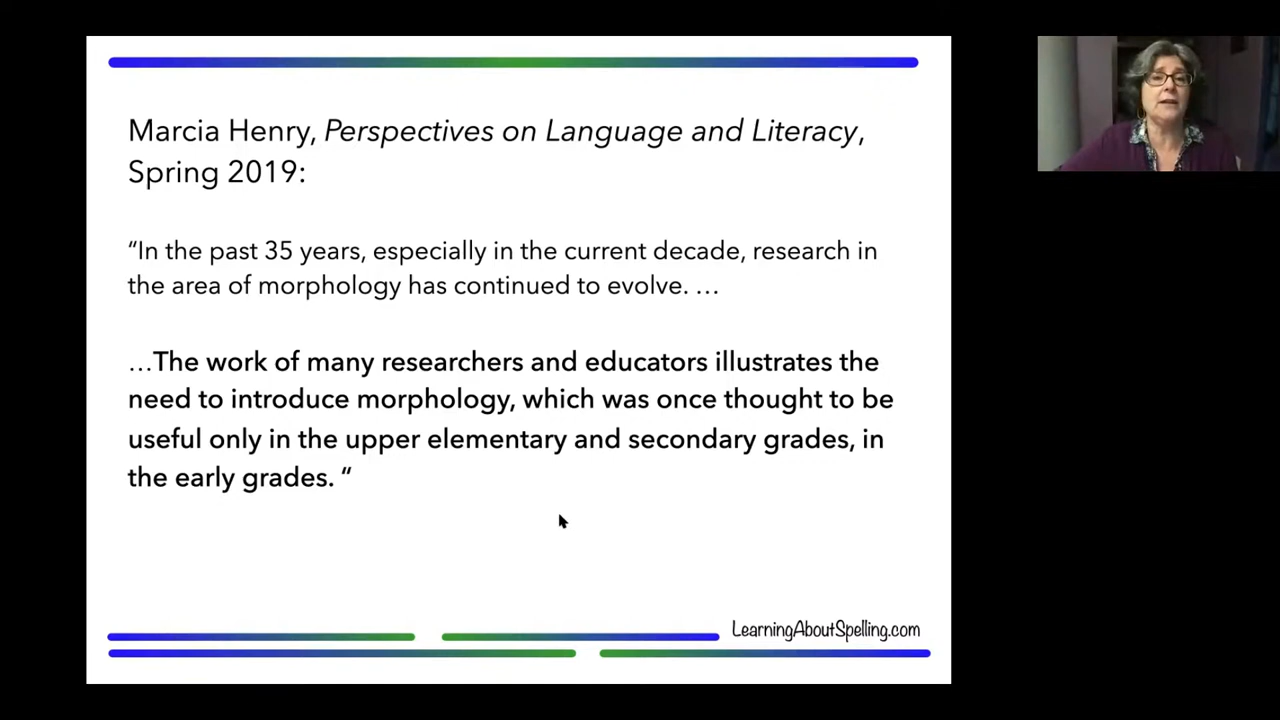 Marcia Henry, Perspectives on Language and Literacy,
Spring 2019:
“In the past 35 years, especially in the current decade, research in
the area of morphology has continued to evolve. …
…The work of many researchers and educators illustrates the
need to introduce morphology, which was once thought to be
useful only in the upper elementary and secondary grades, in
the early grades. “
LearningAboutSpelling.com